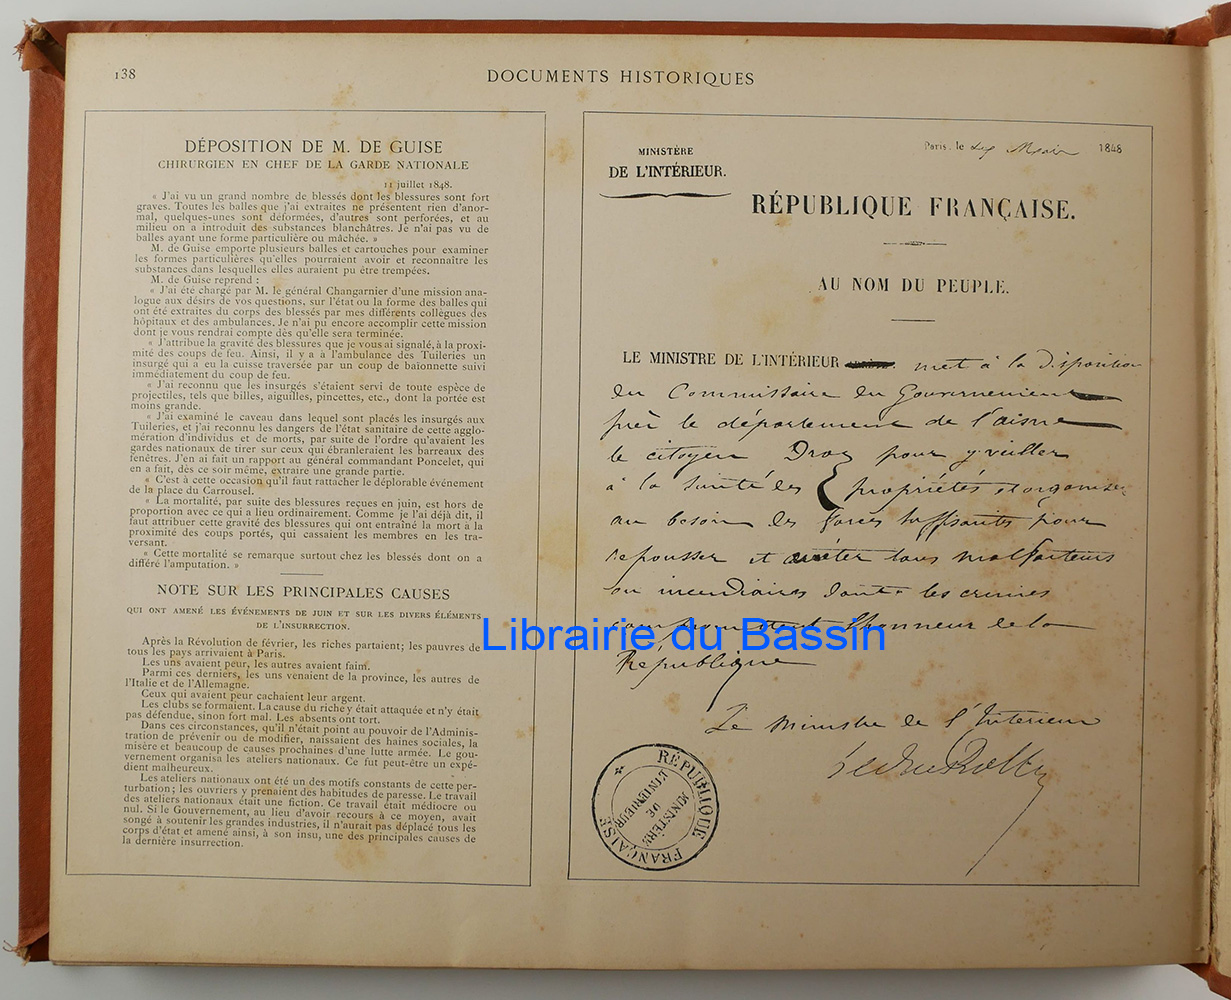 138
DOCUMENTS HISTORIQUES
DÉPOSITION DE M. DE GUISE
CHIRURGIEN EN CHEF DE LA GARDE NATIONALE
11 juillet 1848.
« J'ai vu un grand nombre de blessés dont les blessures sont fort
graves. Toutes les balles que j'ai extraites ne présentent rien d'anor-
mal, quelques-unes sont déformées, d'autres sont perforées, et au
milieu on a introduit des substances blanchâtres. Je n'ai pas vu de
balles ayant une forme particulière ou mâchée. »
M. de Guise emporte plusieurs balles et cartouches pour examiner
les formes particulières qu'elles pourraient avoir et reconnaître les
substances dans lesquelles elles auraient pu être trempées.
M. de Guise reprend :
« J'ai été chargé par M. le général Changarnier d'une mission ana-
logue aux désirs de vos questions, sur l'état ou la forme des balles qui
ont été extraites du corps des blessés par mes différents collègues des
hôpitaux et des ambulances. Je n'ai pu encore accomplir cette mission
dont je vous rendrai compte dès qu'elle sera terminée.
« J'attribue la gravité des blessures que je vous ai signalé, à la proxi-
mité des coups de feu. Ainsi, il y a à l'ambulance des Tuileries un
insurgé qui a eu la cuisse traversée par un coup de baïonnette suivi
immédiatement du coup de feu.
« J'ai reconnu que les insurgés s'étaient servi de toute espèce de
projectiles, tels que billes, aiguilles, pincettes, etc., dont la portée est
moins grande.
« J'ai examiné le caveau dans lequel sont placés les insurgés aux
Tuileries, et j'ai reconnu les dangers de l'état sanitaire de cette agglo-
mération d'individus et de morts, par suite de l'ordre qu'avaient les
gardes nationales de tirer sur ceux qui ébranleraient les barreaux des
fenêtres. J'en ai fait un rapport au général commandant Poncelet, qui
en a fait, dès ce soir même, extraire une grande partie.
« C'est à cette occasion qu'il faut rattacher le déplorable événement
de la place du Carrousel.
« La mortalité, par suite des blessures reçues en juin, est hors de
proportion avec ce qui a lieu ordinairement. Comme je l'ai déjà dit, il
faut attribuer cette gravité des blessures qui ont entraîné la mort à la
proximité des coups portés, qui cassaient les membres en les tra-
versant.
« Cette mortalité se remarque surtout chez les blessés dont on a
différé l'amputation. »
NOTE SUR LES PRINCIPALES CAUSES
QUI ONT AMENÉ LES ÉVÉNEMENTS DE JUIN ET SUR LES DIVERS ÉLÉMENTS
DE L'INSURRECTION.
Après la Révolution de février, les riches partaient; les pauvres de
tous les pays arrivaient à Paris.
Les uns avaient peur, les autres avaient faim.
Parmi ces derniers, les uns venaient de la province, les autres de
l'Italie et de l'Allemagne.
Ceux qui avaient peur cachaient leur argent.
Les clubs se formaient. La cause du riche y était attaquée et n'y était
pas défendue, sinon fort mal. Les absents ont tort.
Dans ces circonstances, qu'il n'était point au pouvoir de l'Adminis-
tration de prévenir ou de modifier, naissaient des haines sociales, la
misère et beaucoup de causes prochaines d'une lutte armée. Le gou-
vernement organisa les ateliers nationaux. Ce fut peut-être un expé-
dient malheureux.
Les ateliers nationaux ont été un des motifs constants de cette per-
turbation; les ouvriers y prenaient des habitudes de paresse. Le travail
des ateliers nationaux était une fiction. Ce travail était médiocre ou
nul. Si le Gouvernement, au lieu d'avoir recours à ce moyen, avait
songé à soutenir les grandes industries, il n'aurait pas déplacé tous les
corps d'état et amené ainsi, à son insu, une des principales causes de
la dernière insurrection.
MINISTÈRE
DE L'INTÉRIEUR.
Paris, le 1848
RÉPUBLIQUE FRANÇAISE.
AU NOM DU PEUPLE.
LE MINISTRE DE L'INTÉRIEUR met à la disposition
du Commissaire du Gouvernement
près le département de l'aisne
le citoyen Droz pour y veiller
à la sureté des propriétés et organiser
au besoin des forces suffisantes pour
repousser et arrêter tous malfaiteurs
ou incendiaires dont les crimes
compromettent l'honneur de la
République
Le Ministre de l'Intérieur
Ledru Rollin
RÉPUBLIQUE FRANÇAISE
MINISTÈRE DE L'INTÉRIEUR
Librairie du Bassin